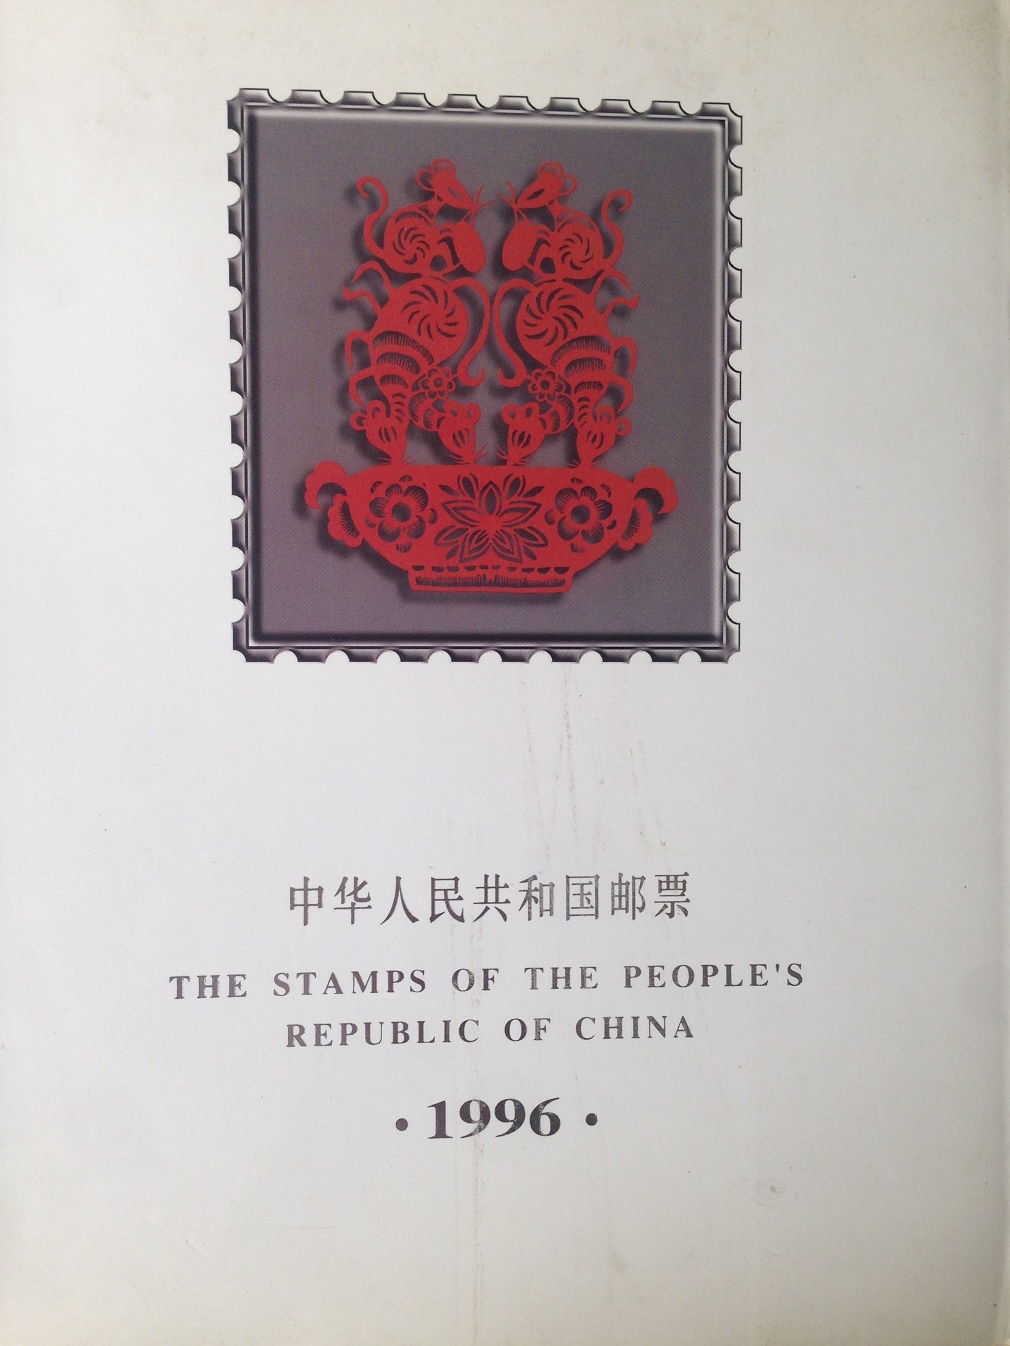 中华人民共和国邮票
THE STAMPS OF THE PEOPLE'S
REPUBLIC OF CHINA
·1996·